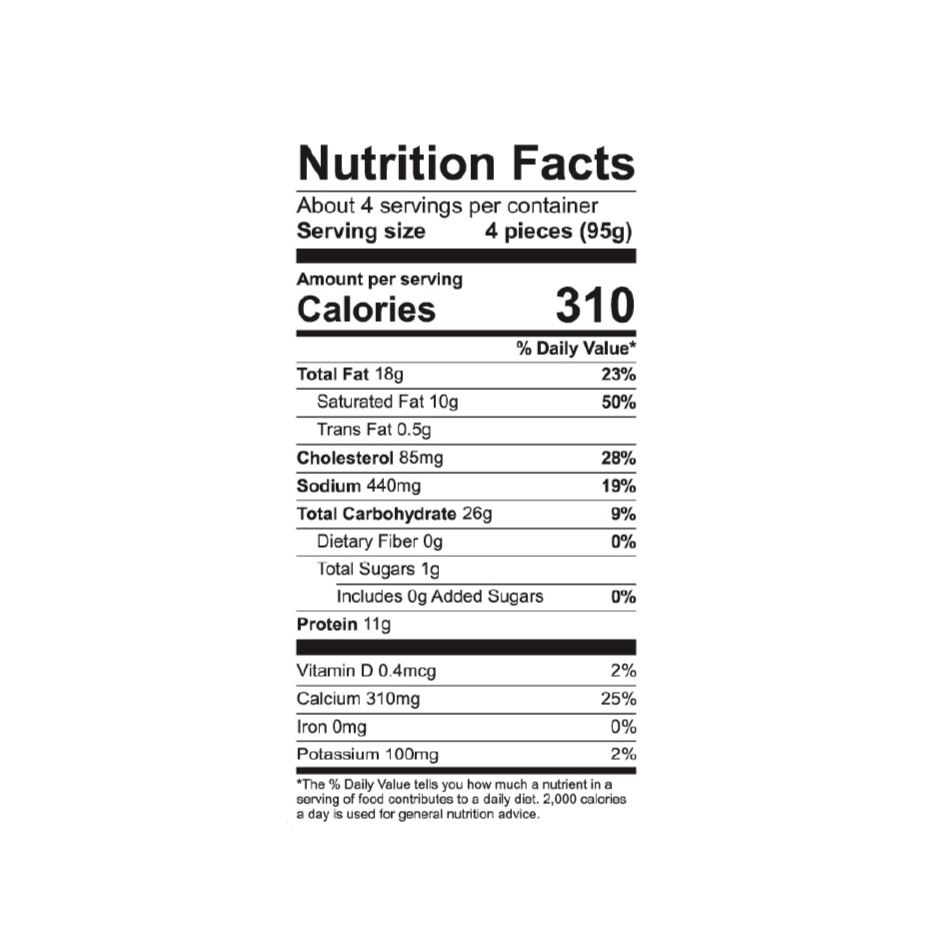 Nutrition Facts
About 4 servings per container
Serving size 4 pieces (95g)
Amount per serving
Calories 310
% Daily Value*
Total Fat 18g 23%
Saturated Fat 10g 50%
Trans Fat 0.5g
Cholesterol 85mg 28%
Sodium 440mg 19%
Total Carbohydrate 26g 9%
Dietary Fiber 0g 0%
Total Sugars 1g
Includes 0g Added Sugars 0%
Protein 11g
Vitamin D 0.4mcg 2%
Calcium 310mg 25%
Iron 0mg 0%
Potassium 100mg 2%
*The % Daily Value tells you how much a nutrient in a
serving of food contributes to a daily diet. 2,000 calories
a day is used for general nutrition advice.